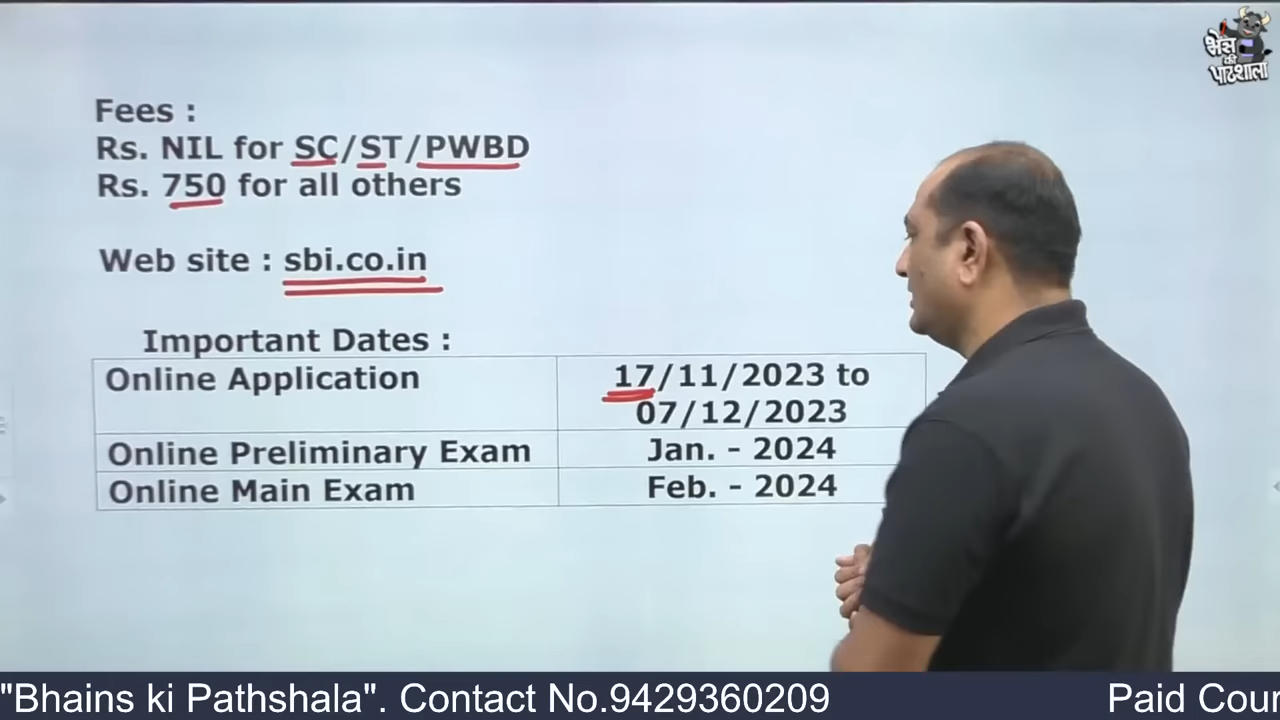 भैंस
की
पाठशाला
Fees :
Rs. NIL for SC/ST/PWBD
Rs. 750 for all others
Web site : sbi.co.in
Important Dates :
Online Application 17/11/2023 to
07/12/2023
Online Preliminary Exam Jan. - 2024
Online Main Exam Feb. - 2024
"Bhains ki Pathshala". Contact No.9429360209 Paid Cour